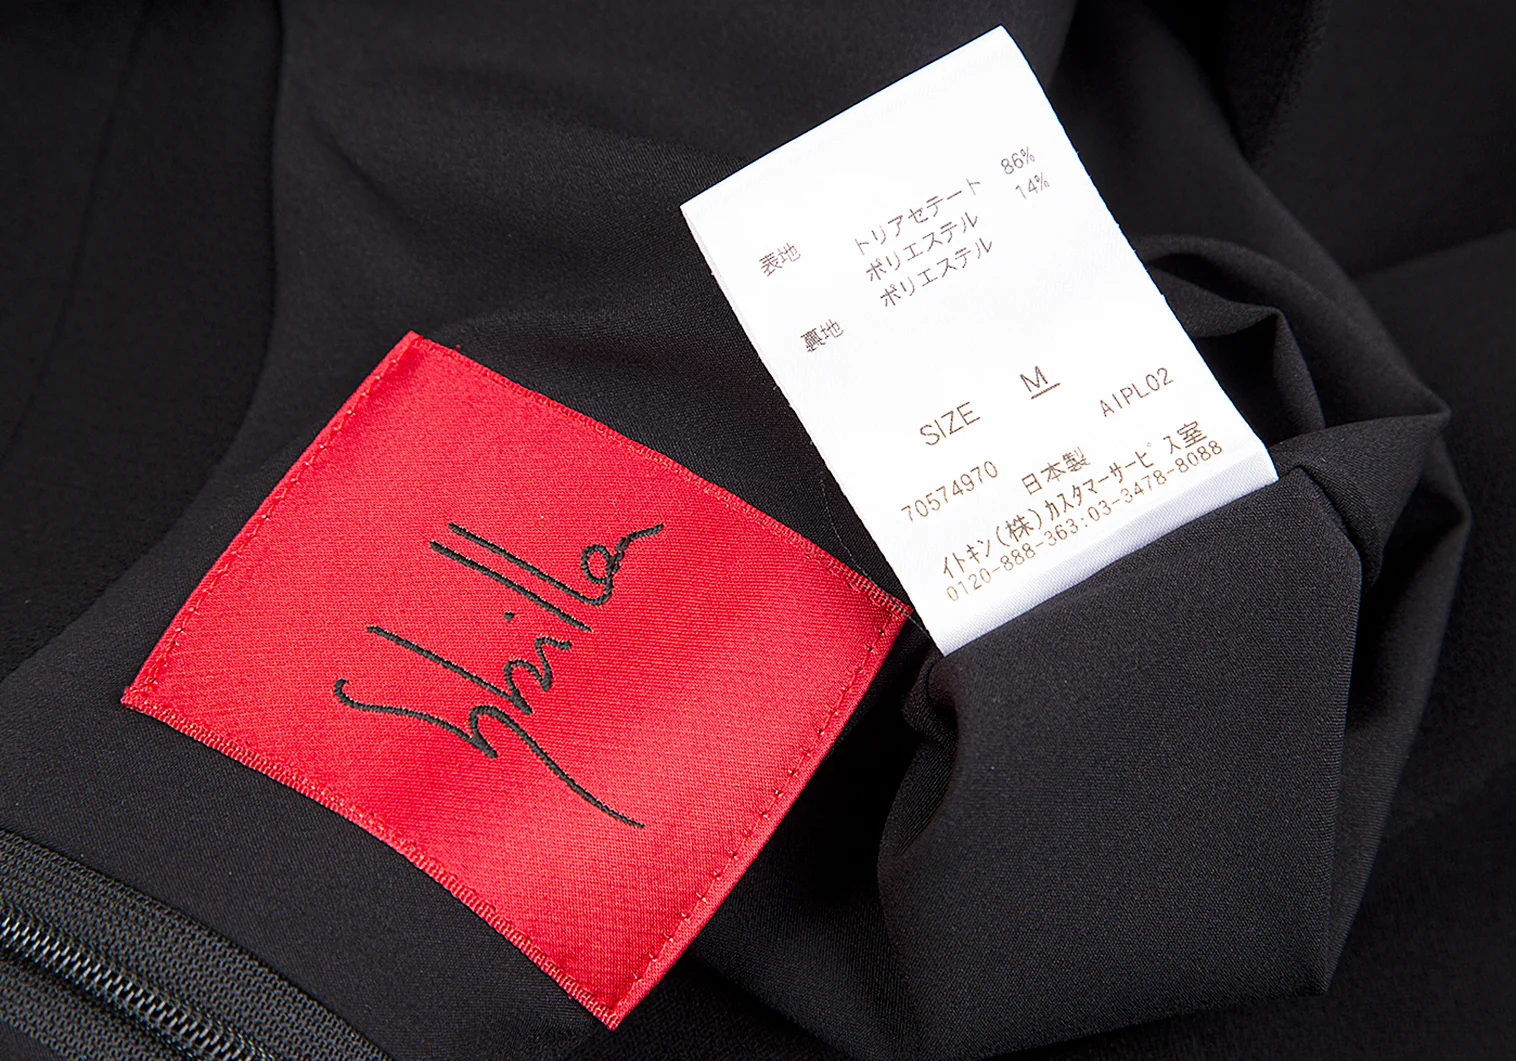 Sybilla
表地 トリアセテート 86%
ポリエステル 14%
裏地 ポリエステル
SIZE M
AIPL02
70574970 日本製
イトキン(株)カスタマーサービス室
0120-888-363:03-3478-8088